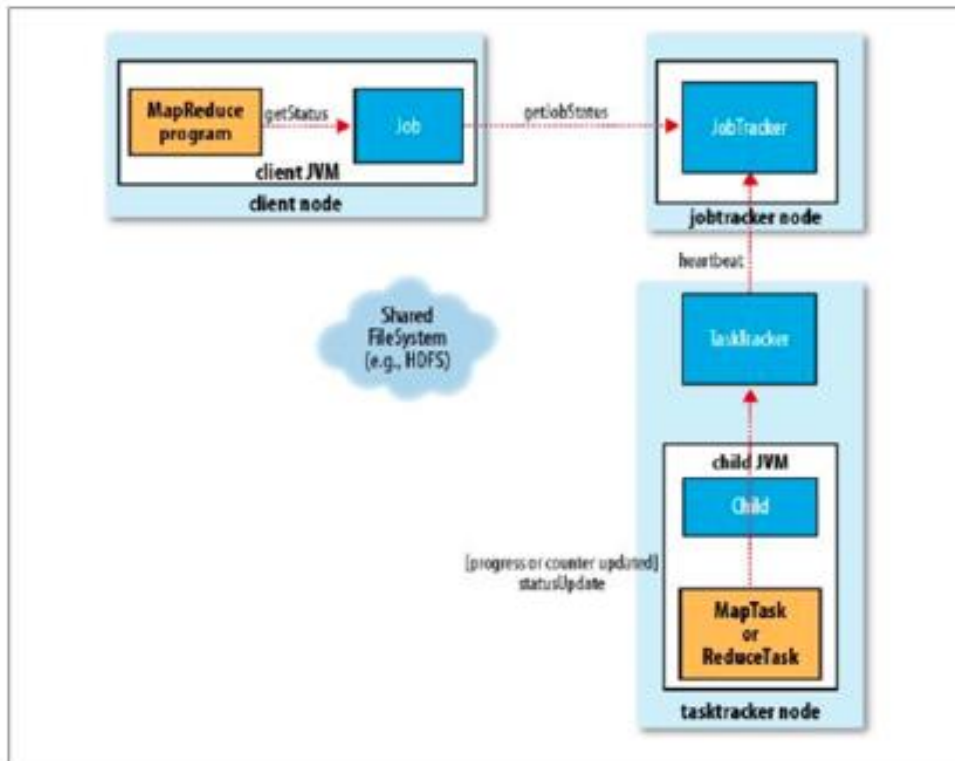 MapReduce
program
getStatus
Job
client JVM
client node
getJobStatus
JobTracker
jobtracker node
heartbeat
Shared
FileSystem
(e.g., HDFS)
TaskTracker
child JVM
Child
[progress or counter updated]
statusUpdate
MapTask
or
ReduceTask
tasktracker node